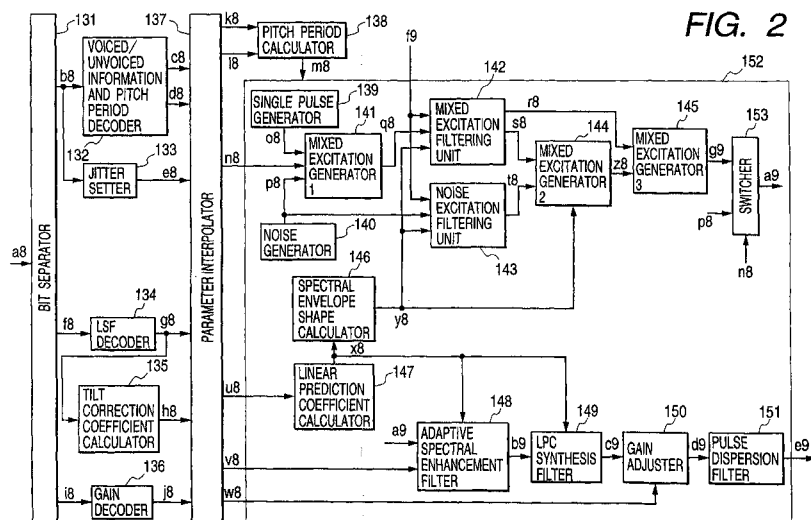 FIG. 2
131
137
k8
PITCH PERIOD
CALCULATOR
138
l8
m8
f9
152
VOICED/
UNVOICED
INFORMATION
AND PITCH
PERIOD
DECODER
b8
c8
d8
132
133
JITTER
SETTER
e8
139
SINGLE PULSE
GENERATOR
141
o8
q8
n8
MIXED
EXCITATION
GENERATOR
1
p8
NOISE
GENERATOR
140
142
MIXED
EXCITATION
FILTERING
UNIT
r8
s8
NOISE
EXCITATION
FILTERING
UNIT
t8
143
144
MIXED
EXCITATION
GENERATOR
2
z8
145
MIXED
EXCITATION
GENERATOR
3
g9
153
SWITCHER
a9
p8
n8
a8
BIT SEPARATOR
PARAMETER INTERPOLATOR
146
SPECTRAL
ENVELOPE
SHAPE
CALCULATOR
y8
x8
134
f8
LSF
DECODER
g8
135
TILT
CORRECTION
COEFFICIENT
CALCULATOR
h8
136
i8
GAIN
DECODER
j8
u8
LINEAR
PREDICTION
COEFFICIENT
CALCULATOR
147
a9
v8
w8
148
ADAPTIVE
SPECTRAL
ENHANCEMENT
FILTER
b9
149
LPC
SYNTHESIS
FILTER
c9
150
GAIN
ADJUSTER
d9
151
PULSE
DISPERSION
FILTER
e9